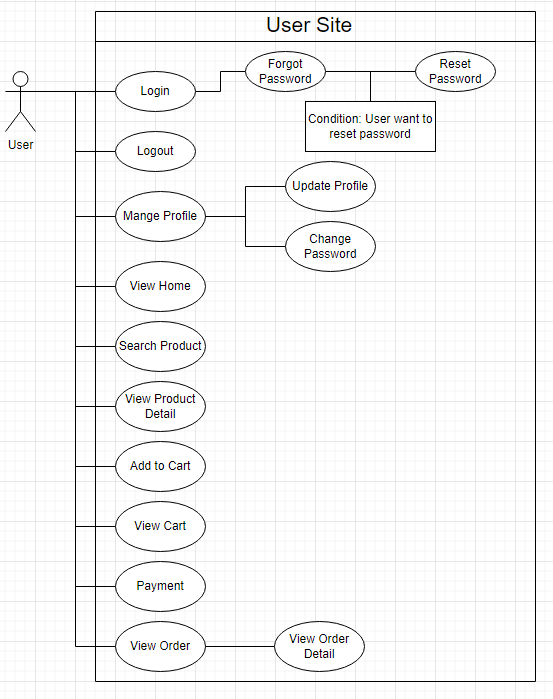 User Site
Forgot
Password
Reset
Password
Login
Condition: User want to
reset password
User
Logout
Update Profile
Mange Profile
Change
Password
View Home
Search Product
View Product
Detail
Add to Cart
View Cart
Payment
View Order
View Order
Detail